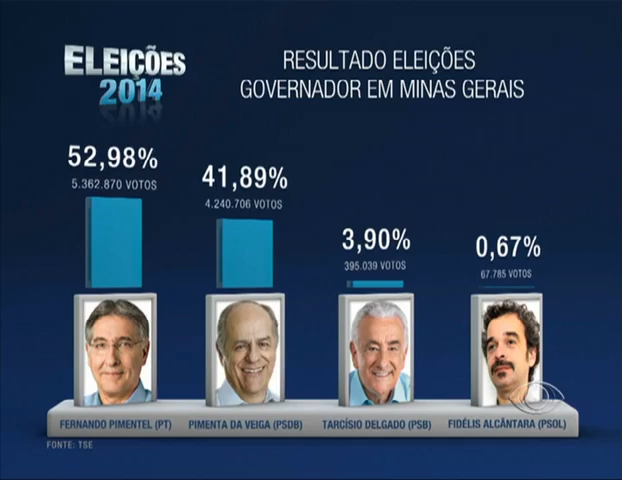 ELEIÇÕES
2014
RESULTADO ELEIÇÕES
GOVERNADOR EM MINAS GERAIS
52,98%
5.362.870 VOTOS
41,89%
4.240.706 VOTOS
3,90%
395.039 VOTOS
0,67%
67.785 VOTOS
FERNANDO PIMENTEL (PT)
PIMENTA DA VEIGA (PSDB)
TARCÍSIO DELGADO (PSB)
FIDÉLIS ALCÂNTARA (PSOL)
FONTE: TSE